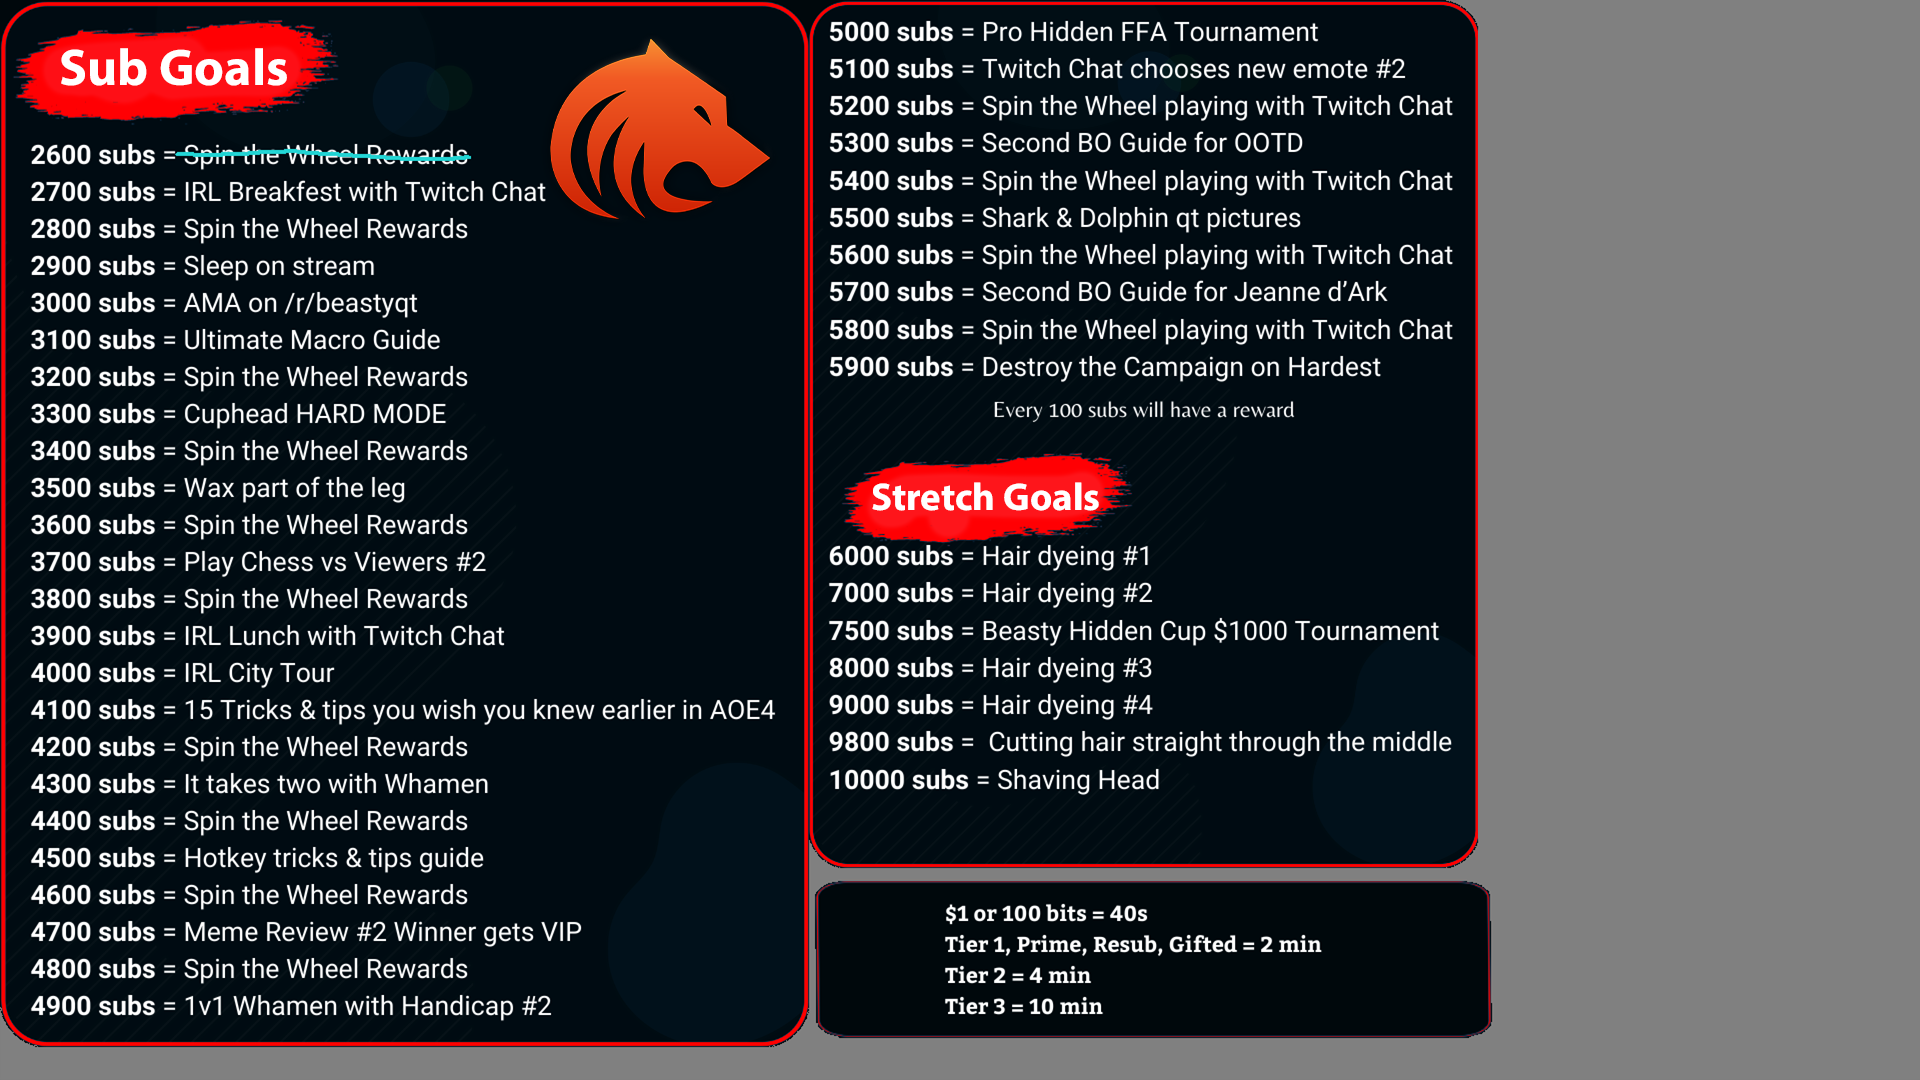 Sub Goals
2600 subs = Spin the Wheel Rewards
2700 subs = IRL Breakfest with Twitch Chat
2800 subs = Spin the Wheel Rewards
2900 subs = Sleep on stream
3000 subs = AMA on /r/beastyqt
3100 subs = Ultimate Macro Guide
3200 subs = Spin the Wheel Rewards
3300 subs = Cuphead HARD MODE
3400 subs = Spin the Wheel Rewards
3500 subs = Wax part of the leg
3600 subs = Spin the Wheel Rewards
3700 subs = Play Chess vs Viewers #2
3800 subs = Spin the Wheel Rewards
3900 subs = IRL Lunch with Twitch Chat
4000 subs = IRL City Tour
4100 subs = 15 Tricks & tips you wish you knew earlier in AOE4
4200 subs = Spin the Wheel Rewards
4300 subs = It takes two with Whamen
4400 subs = Spin the Wheel Rewards
4500 subs = Hotkey tricks & tips guide
4600 subs = Spin the Wheel Rewards
4700 subs = Meme Review #2 Winner gets VIP
4800 subs = Spin the Wheel Rewards
4900 subs = 1v1 Whamen with Handicap #2
5000 subs = Pro Hidden FFA Tournament
5100 subs = Twitch Chat chooses new emote #2
5200 subs = Spin the Wheel playing with Twitch Chat
5300 subs = Second BO Guide for OOTD
5400 subs = Spin the Wheel playing with Twitch Chat
5500 subs = Shark & Dolphin qt pictures
5600 subs = Spin the Wheel playing with Twitch Chat
5700 subs = Second BO Guide for Jeanne d’Ark
5800 subs = Spin the Wheel playing with Twitch Chat
5900 subs = Destroy the Campaign on Hardest
Every 100 subs will have a reward
Stretch Goals
6000 subs = Hair dyeing #1
7000 subs = Hair dyeing #2
7500 subs = Beasty Hidden Cup $1000 Tournament
8000 subs = Hair dyeing #3
9000 subs = Hair dyeing #4
9800 subs = Cutting hair straight through the middle
10000 subs = Shaving Head
$1 or 100 bits = 40s
Tier 1, Prime, Resub, Gifted = 2 min
Tier 2 = 4 min
Tier 3 = 10 min